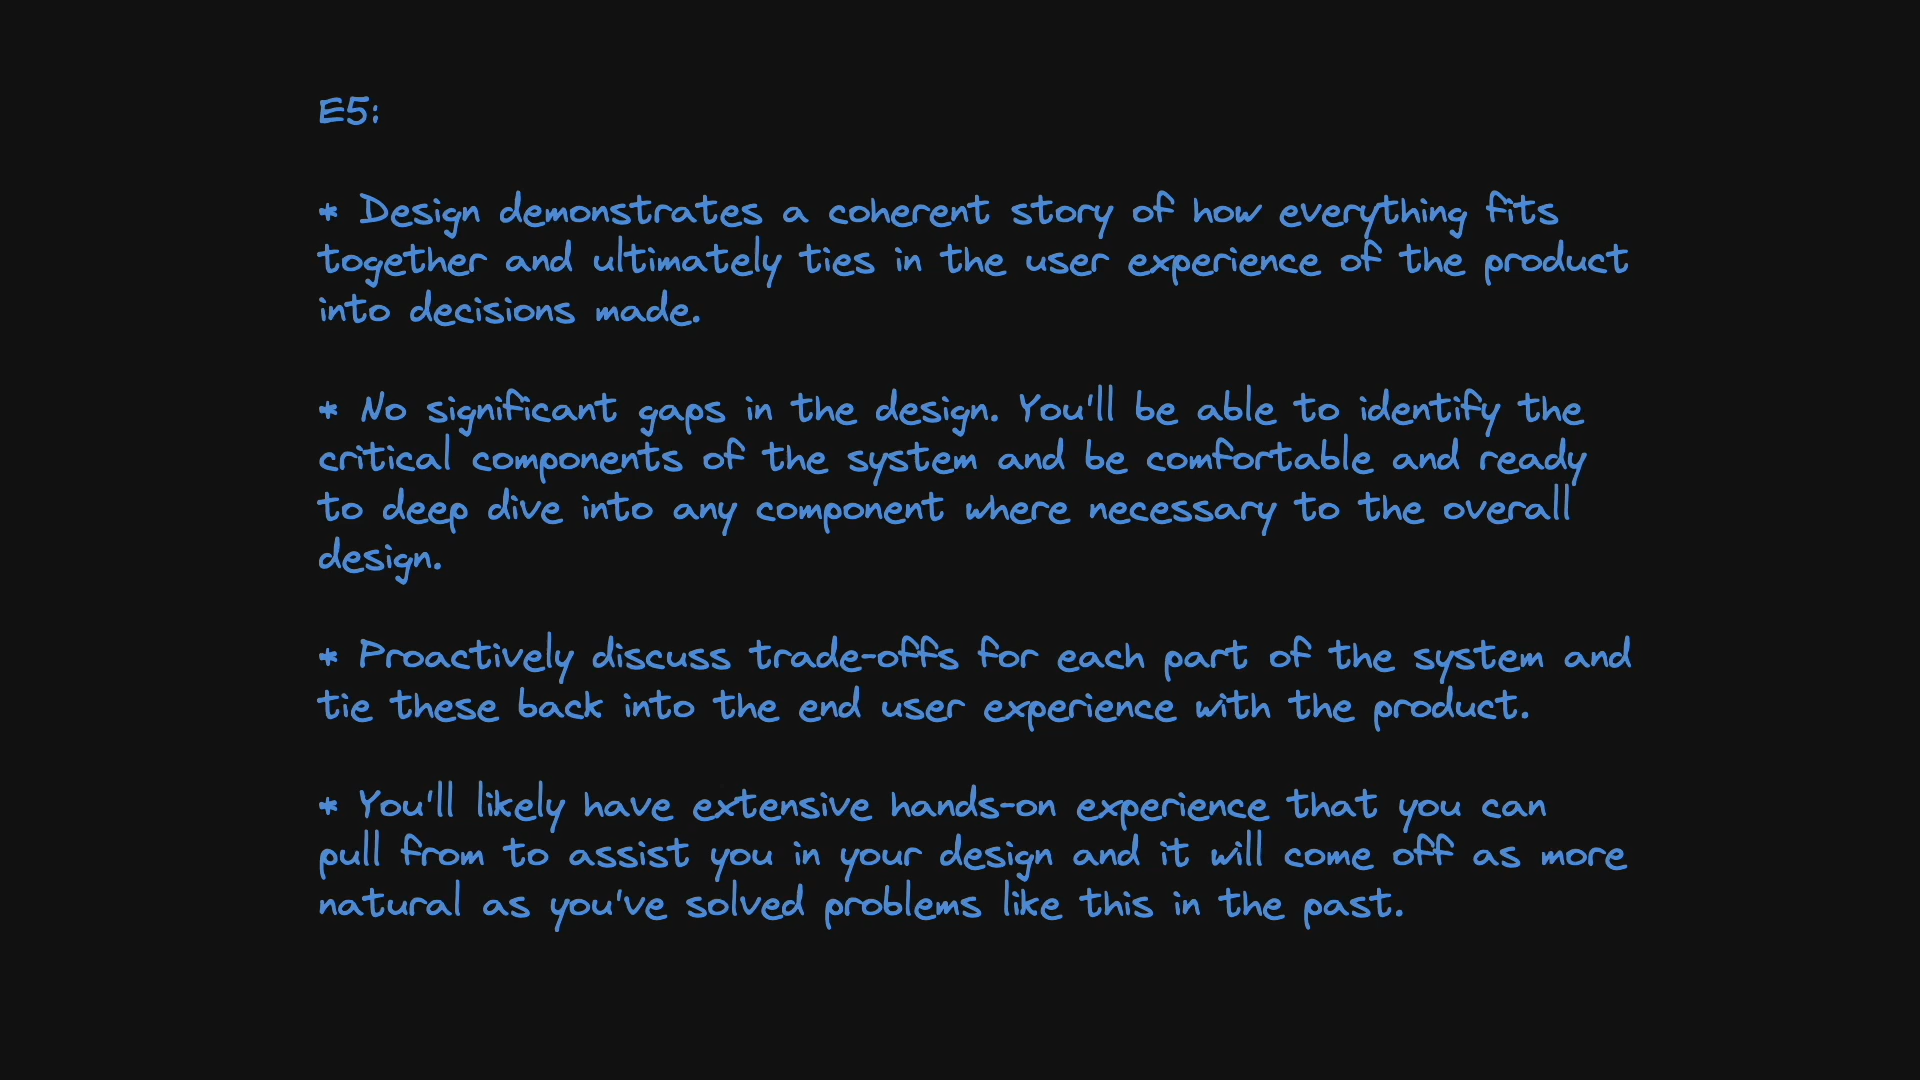 E5:
* Design demonstrates a coherent story of how everything fits
together and ultimately ties in the user experience of the product
into decisions made.
* No significant gaps in the design. You'll be able to identify the
critical components of the system and be comfortable and ready
to deep dive into any component where necessary to the overall
design.
* Proactively discuss trade-offs for each part of the system and
tie these back into the end user experience with the product.
* You'll likely have extensive hands-on experience that you can
pull from to assist you in your design and it will come off as more
natural as you've solved problems like this in the past.